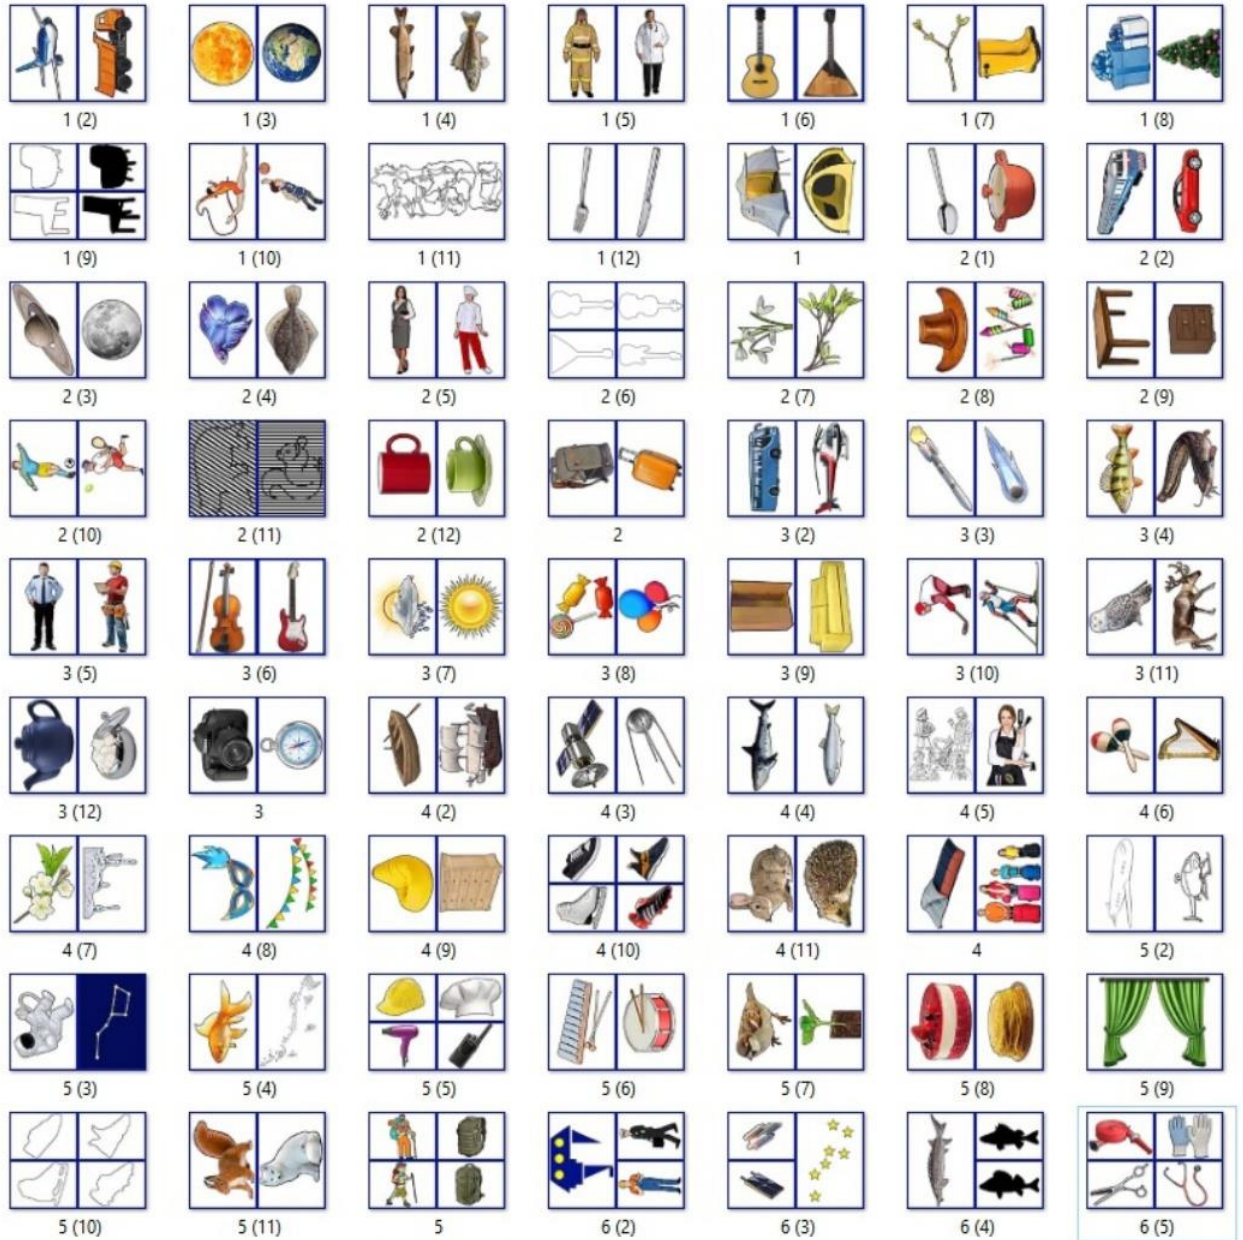 1 (2) 1 (3) 1 (4) 1 (5) 1 (6) 1 (7) 1 (8)
1 (9) 1 (10) 1 (11) 1 (12) 1 2 (1) 2 (2)
2 (3) 2 (4) 2 (5) 2 (6) 2 (7) 2 (8) 2 (9)
2 (10) 2 (11) 2 (12) 2 3 (2) 3 (3) 3 (4)
3 (5) 3 (6) 3 (7) 3 (8) 3 (9) 3 (10) 3 (11)
3 (12) 3 4 (2) 4 (3) 4 (4) 4 (5) 4 (6)
4 (7) 4 (8) 4 (9) 4 (10) 4 (11) 4 5 (2)
5 (3) 5 (4) 5 (5) 5 (6) 5 (7) 5 (8) 5 (9)
5 (10) 5 (11) 5 6 (2) 6 (3) 6 (4) 6 (5)